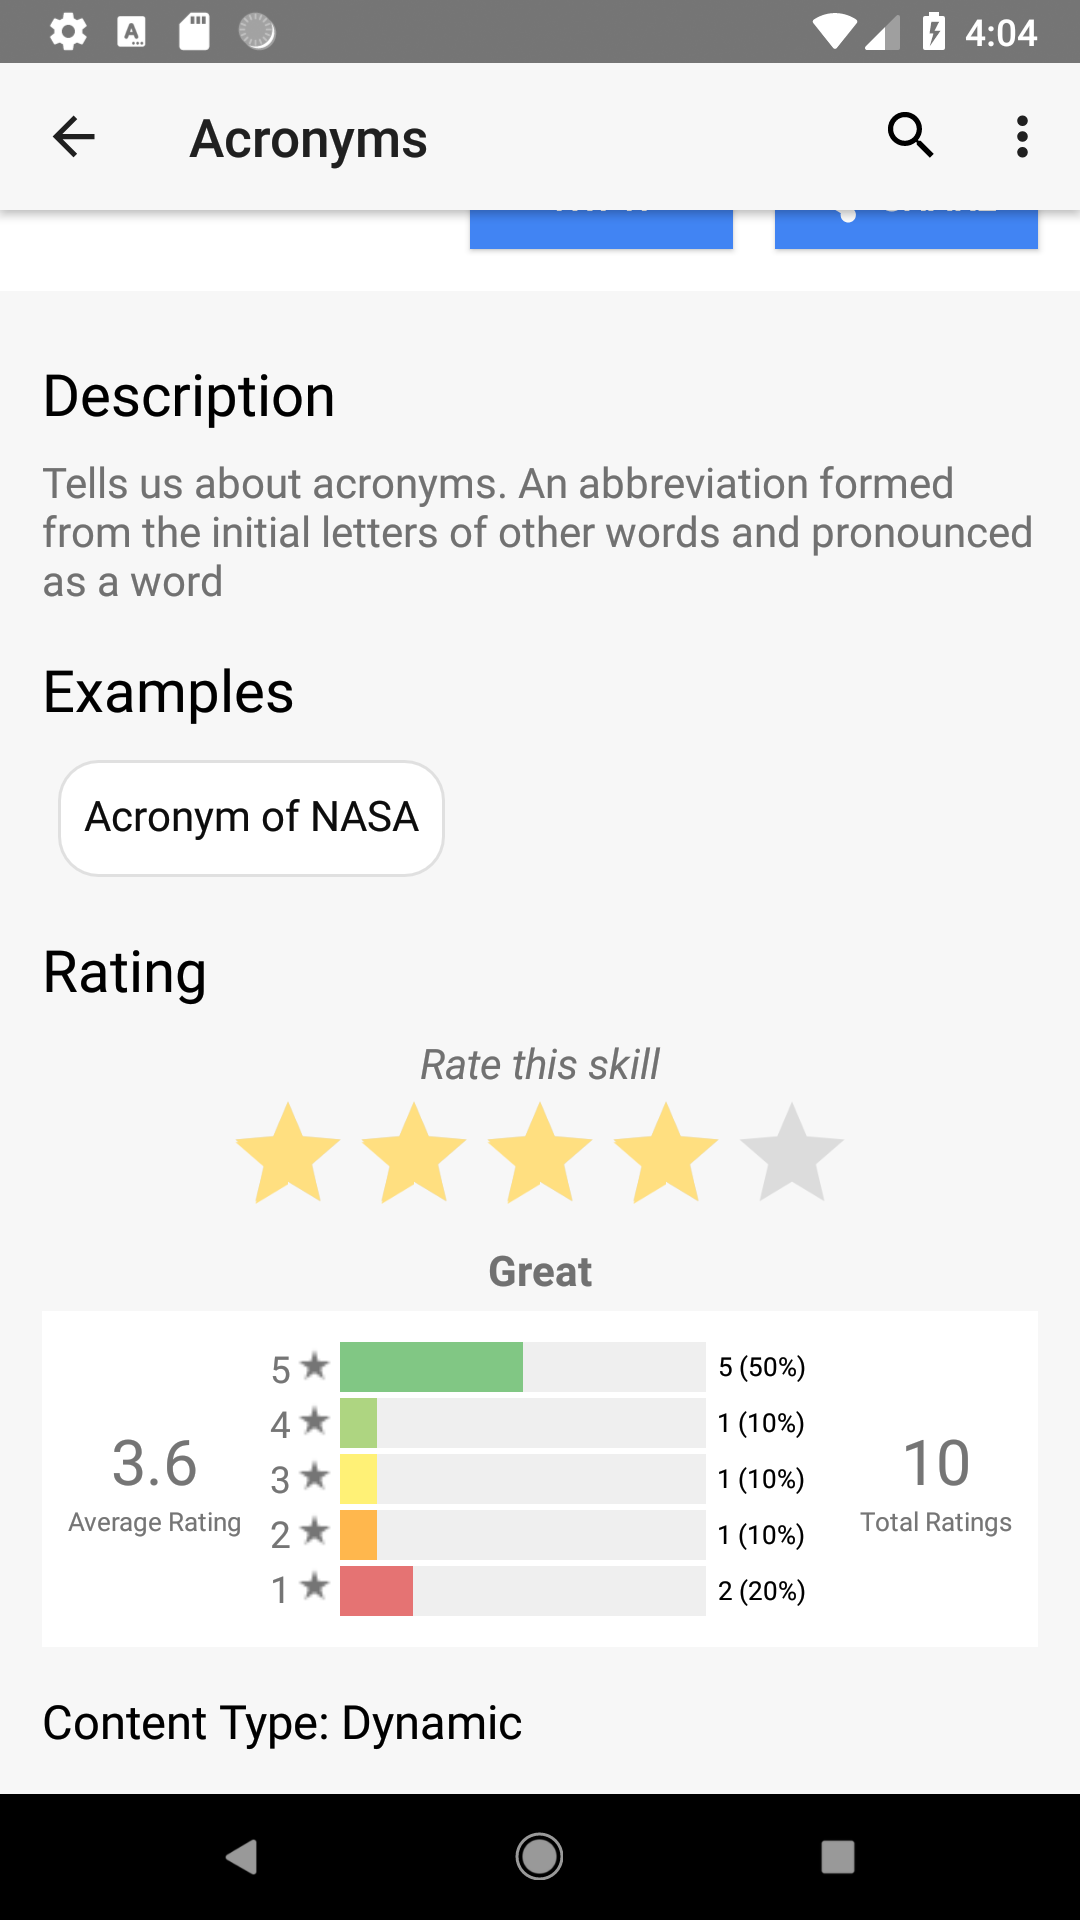 4:04
Acronyms
Description
Tells us about acronyms. An abbreviation formed
from the initial letters of other words and pronounced
as a word
Examples
Acronym of NASA
Rating
Rate this skill
Great
5 5 (50%)
4 1 (10%)
3 1 (10%)
2 1 (10%)
1 2 (20%)
3.6
Average Rating
10
Total Ratings
Content Type: Dynamic